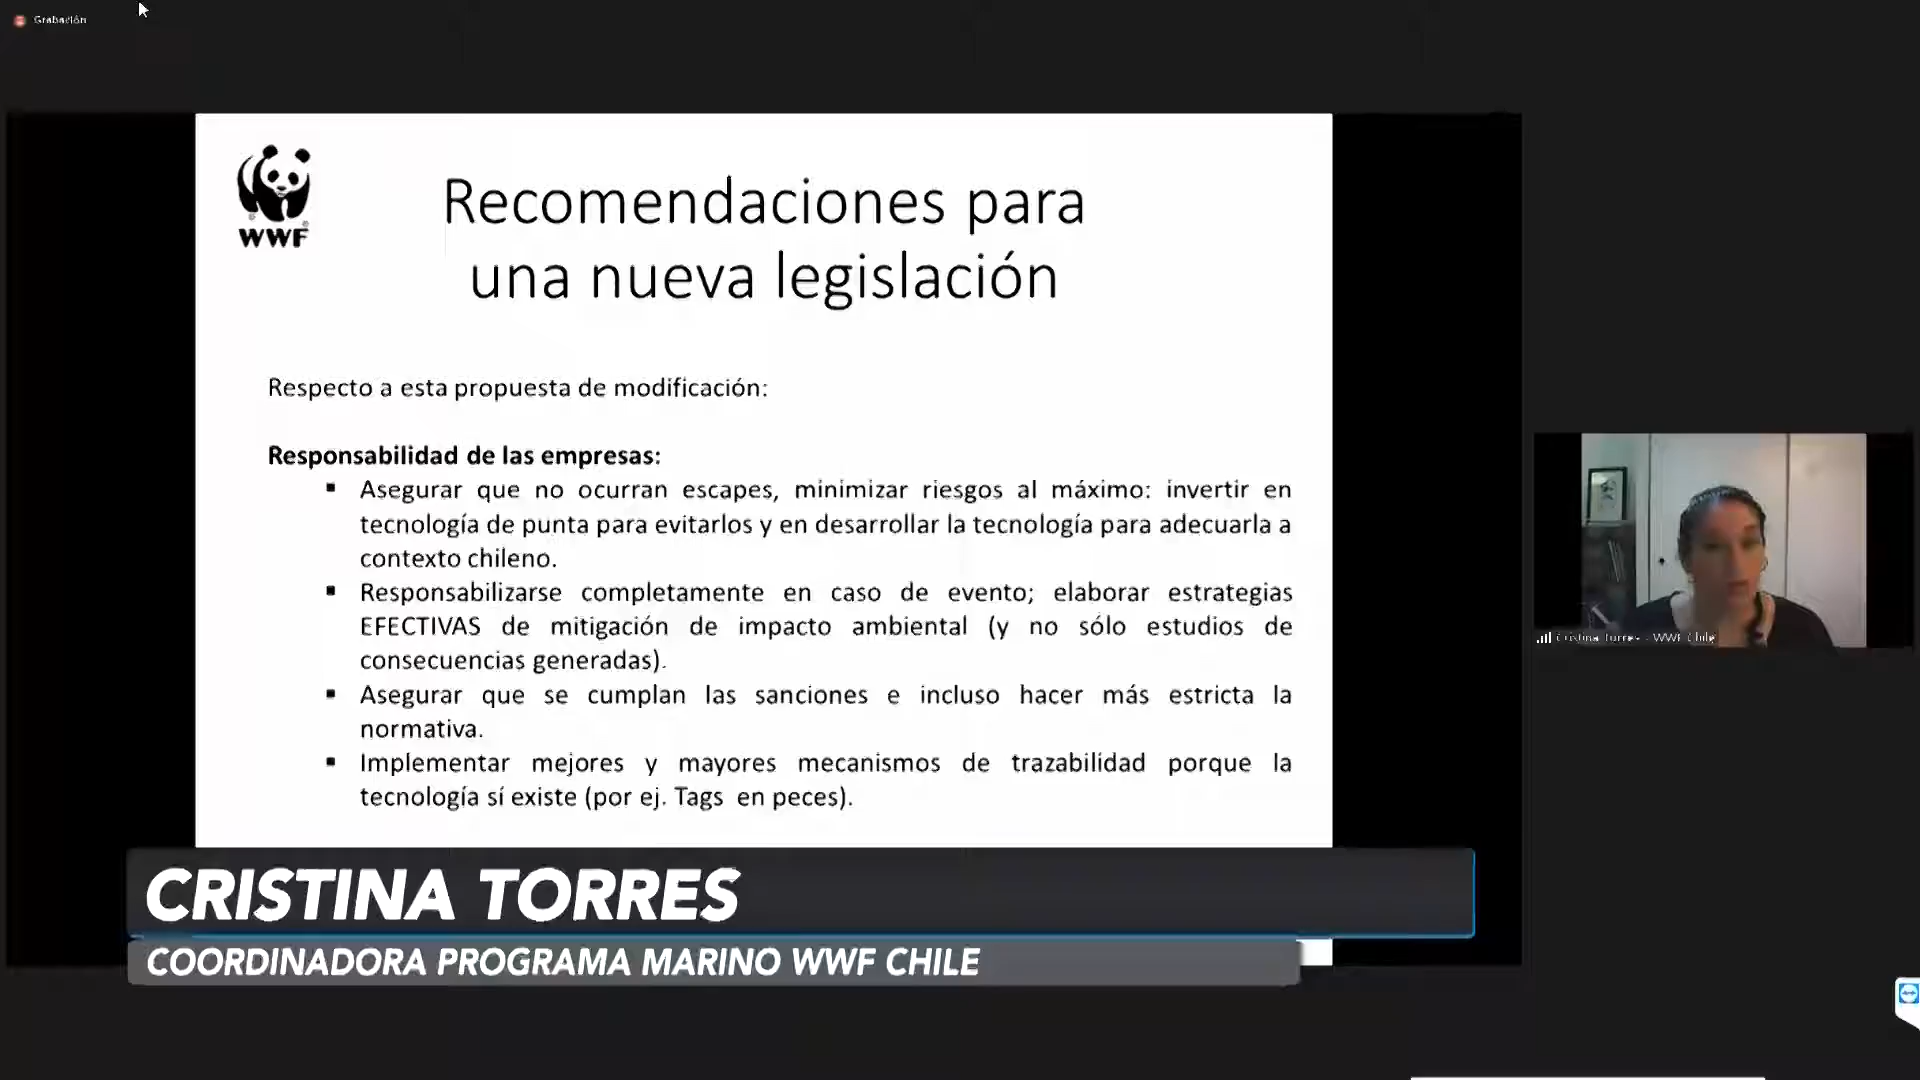 Grabación
WWF
Recomendaciones para
una nueva legislación
Respecto a esta propuesta de modificación:
Responsabilidad de las empresas:
▪ Asegurar que no ocurran escapes, minimizar riesgos al máximo: invertir en
tecnología de punta para evitarlos y en desarrollar la tecnología para adecuarla a
contexto chileno.
▪ Responsabilizarse completamente en caso de evento; elaborar estrategias
EFECTIVAS de mitigación de impacto ambiental (y no sólo estudios de
consecuencias generadas).
▪ Asegurar que se cumplan las sanciones e incluso hacer más estricta la
normativa.
▪ Implementar mejores y mayores mecanismos de trazabilidad porque la
tecnología sí existe (por ej. Tags en peces).
Cristina Torres - WWF Chile
CRISTINA TORRES
COORDINADORA PROGRAMA MARINO WWF CHILE